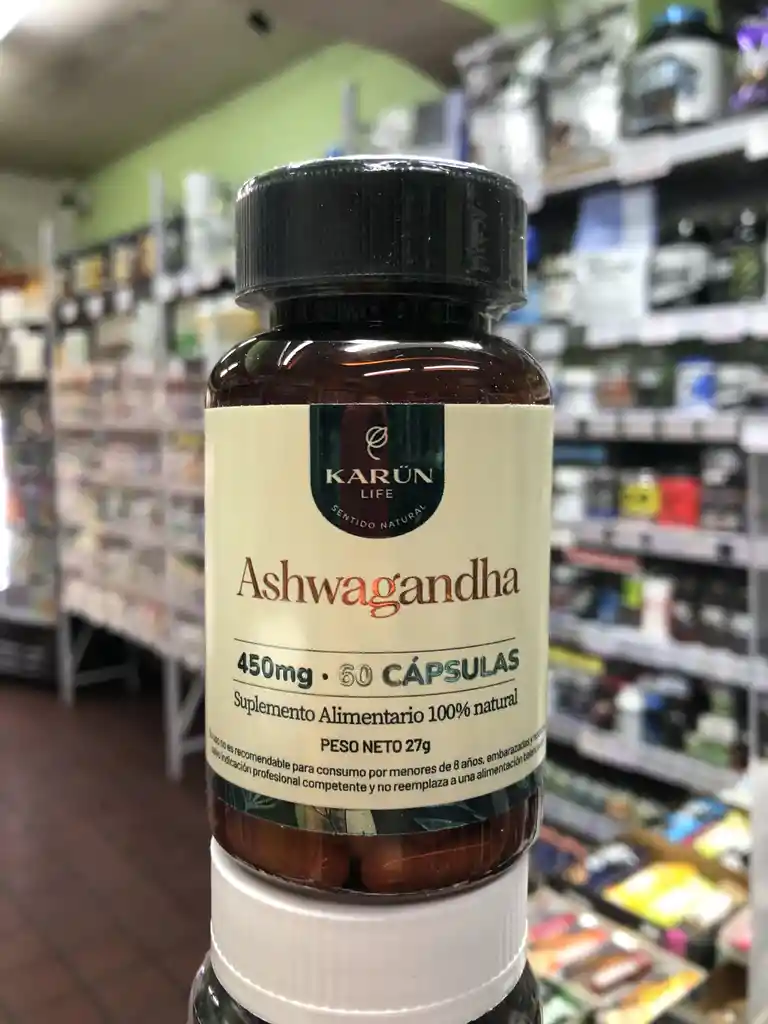 KARÜN
LIFE
SENTIDO NATURAL
Ashwagandha
450mg · 60 CÁPSULAS
Suplemento Alimentario 100% natural
PESO NETO 27g
no es recomendable para consumo por menores de 8 años, embarazadas y
indicación profesional competente y no reemplaza a una alimentación